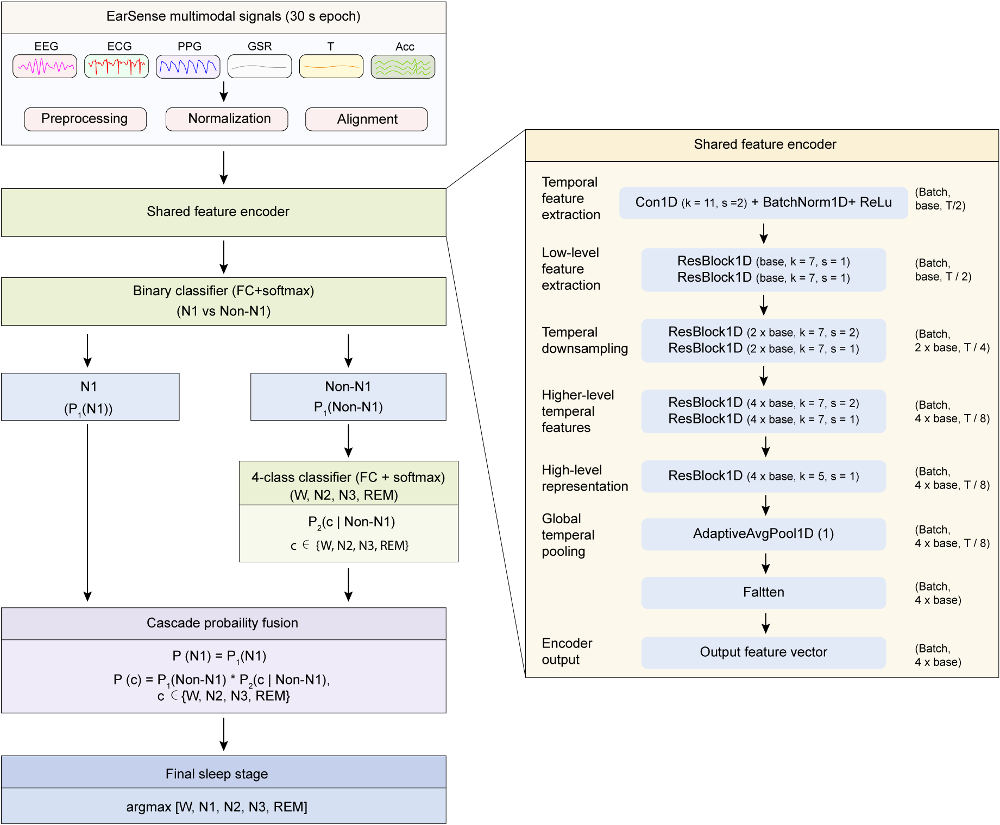 EarSense multimodal signals (30 s epoch)
EEG ECG PPG GSR T Acc
Preprocessing Normalization Alignment
Shared feature encoder
Binary classifier (FC+softmax)
(N1 vs Non-N1)
N1
(P1(N1))
Non-N1
P1(Non-N1)
4-class classifier (FC + softmax)
(W, N2, N3, REM)
P2(c | Non-N1)
c ∈ {W, N2, N3, REM}
Cascade probaility fusion
P (N1) = P1(N1)
P (c) = P1(Non-N1) * P2(c | Non-N1),
c ∈{W, N2, N3, REM}
Final sleep stage
argmax [W, N1, N2, N3, REM]
Shared feature encoder
Temporal
feature
extraction
Con1D (k = 11, s =2) + BatchNorm1D+ ReLu
(Batch,
base, T/2)
Low-level
feature
extraction
ResBlock1D (base, k = 7, s = 1)
ResBlock1D (base, k = 7, s = 1)
(Batch,
base, T / 2)
Temperal
downsampling
ResBlock1D (2 x base, k = 7, s = 2)
ResBlock1D (2 x base, k = 7, s = 1)
(Batch,
2 x base, T / 4)
Higher-level
temperal
features
ResBlock1D (4 x base, k = 7, s = 2)
ResBlock1D (4 x base, k = 7, s = 1)
(Batch,
4 x base, T / 8)
High-level
representation
ResBlock1D (4 x base, k = 5, s = 1)
(Batch,
4 x base, T / 8)
Global
temperal
pooling
AdaptiveAvgPool1D (1)
(Batch,
4 x base, T / 8)
Faltten
(Batch,
4 x base)
Encoder
output
Output feature vector
(Batch,
4 x base)